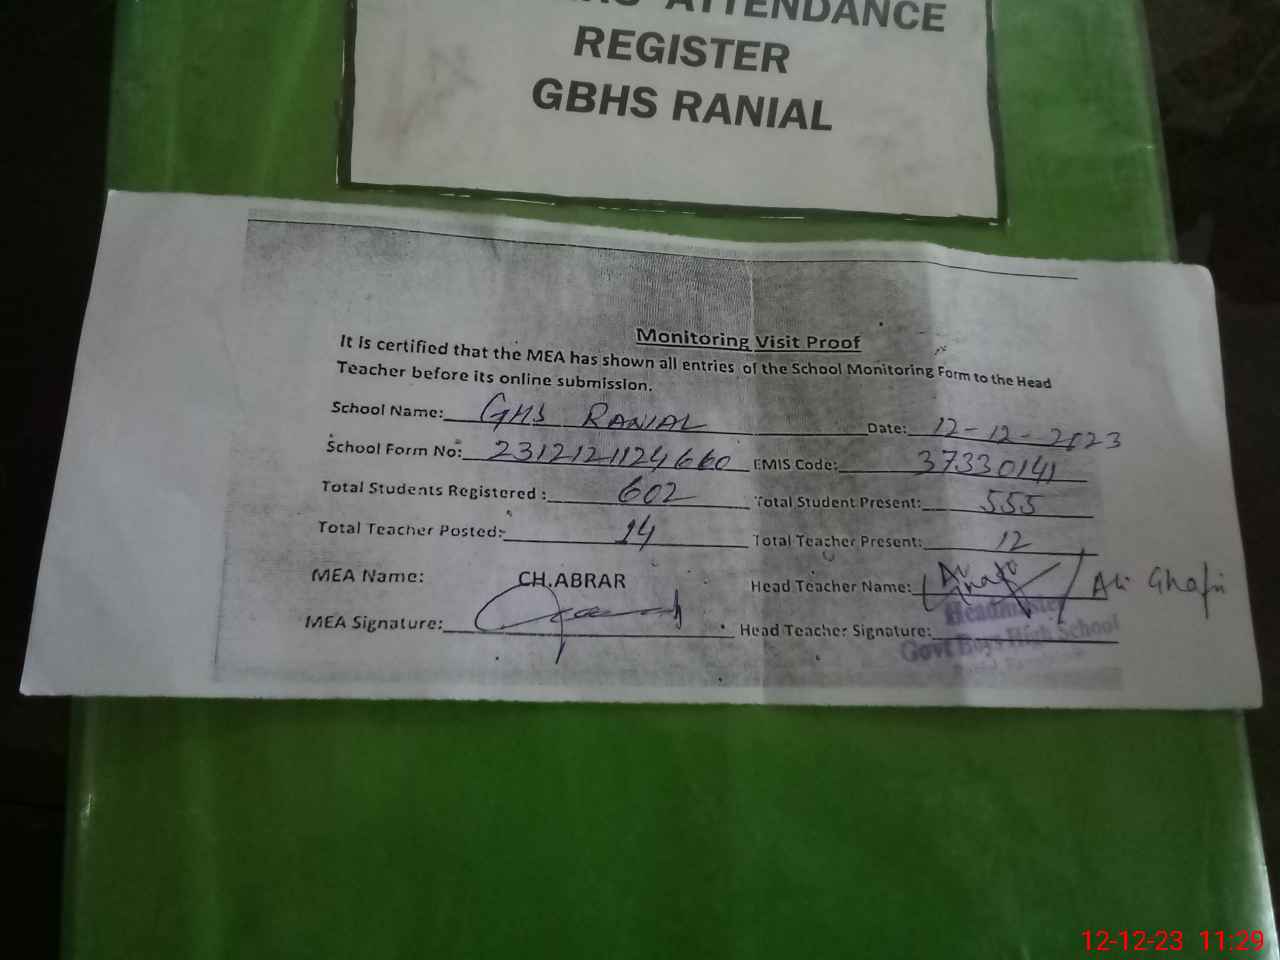 ATTENDANCE
REGISTER
GBHS RANIAL
Monitoring Visit Proof
It is certified that the MEA has shown all entries of the School Monitoring Form to the Head
Teacher before its online submission.
School Name: GHS RANIAL Date: 12-12-2023
School Form No: 2312121124660 EMIS Code: 37330141
Total Students Registered : 602 Total Student Present: 555
Total Teacher Posted: 14 Total Teacher Present: 12
MEA Name: CH.ABRAR Head Teacher Name: Ali
MEA Signature: Head Teacher Signature:
Headmaster
Govt Boys High School
12-12-23 11:29